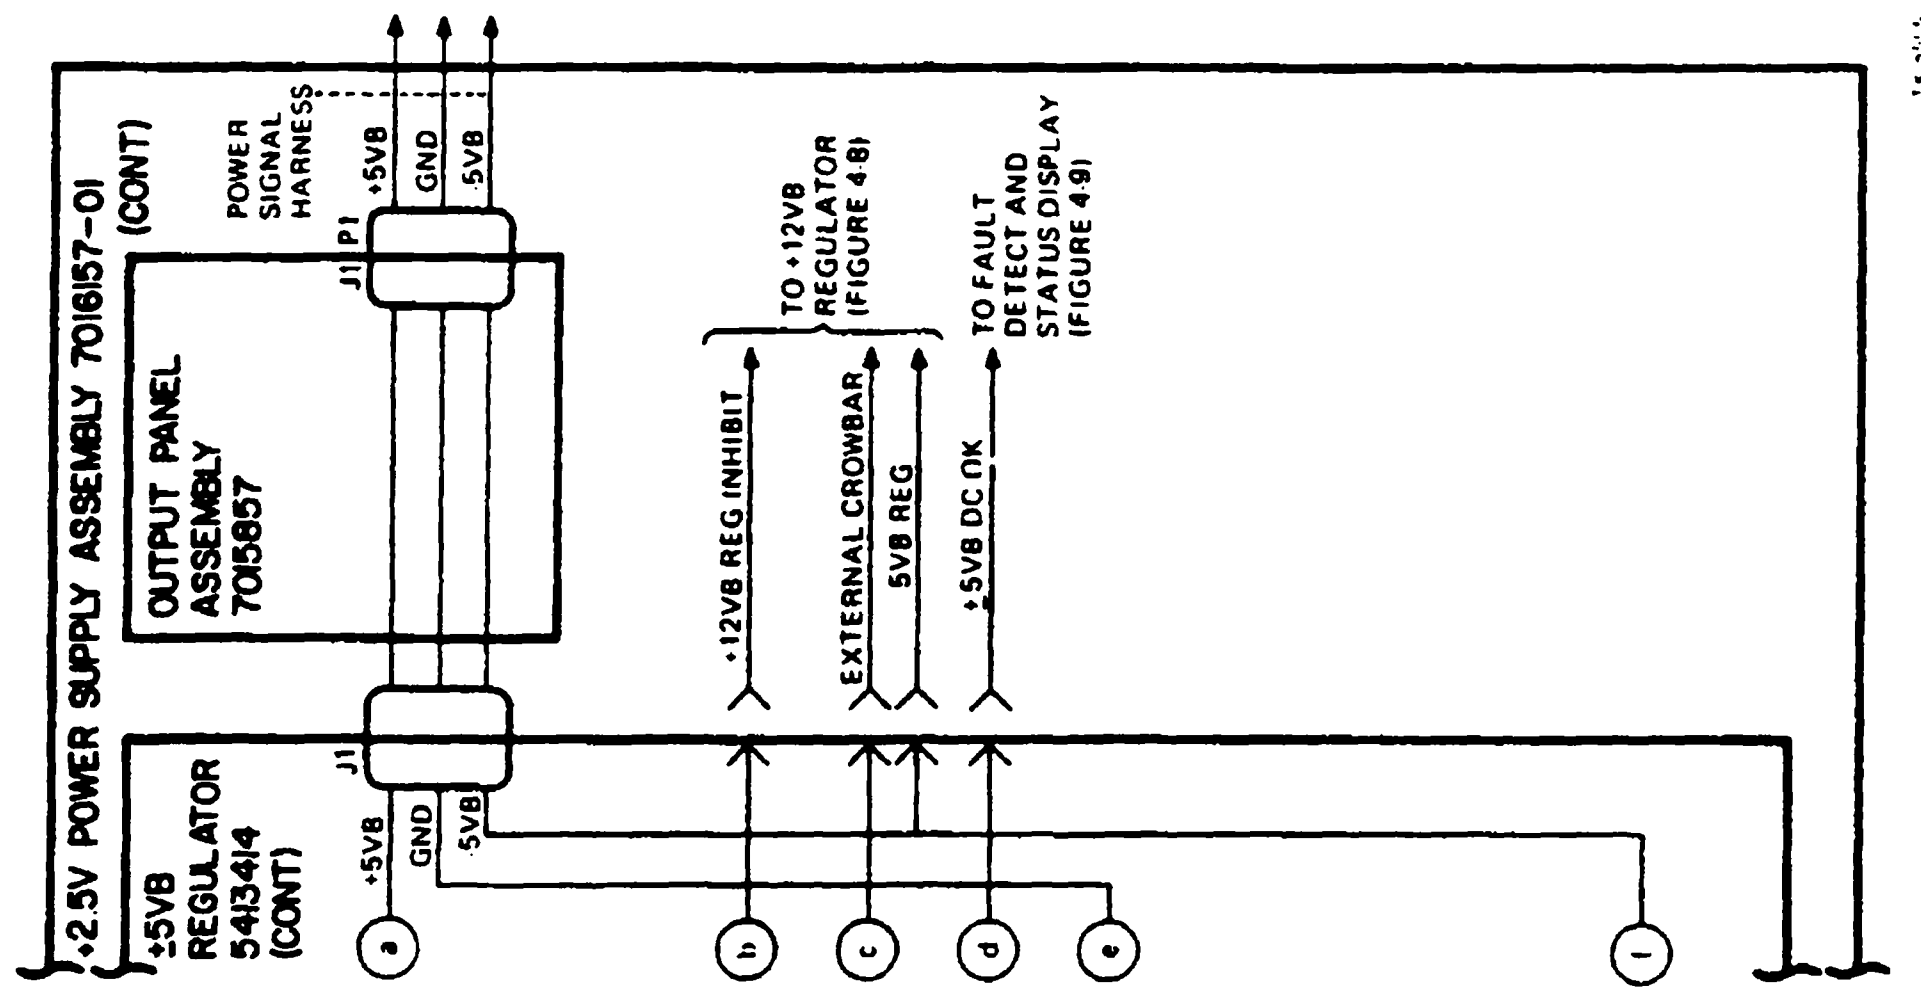 +2.5V POWER SUPPLY ASSEMBLY 7016157-01
(CONT)
±5VB
REGULATOR
5413414
(CONT)
OUTPUT PANEL
ASSEMBLY
7015857
POWER
SIGNAL
HARNESS
J1
J1
P1
+5VB
GND
-5VB
+5VB
GND
-5VB
+12VB REG INHIBIT
EXTERNAL CROWBAR
5VB REG
±5VB DC OK
TO +12VB
REGULATOR
(FIGURE 4-8)
TO FAULT
DETECT AND
STATUS DISPLAY
(FIGURE 4-9)
a
b
c
d
e